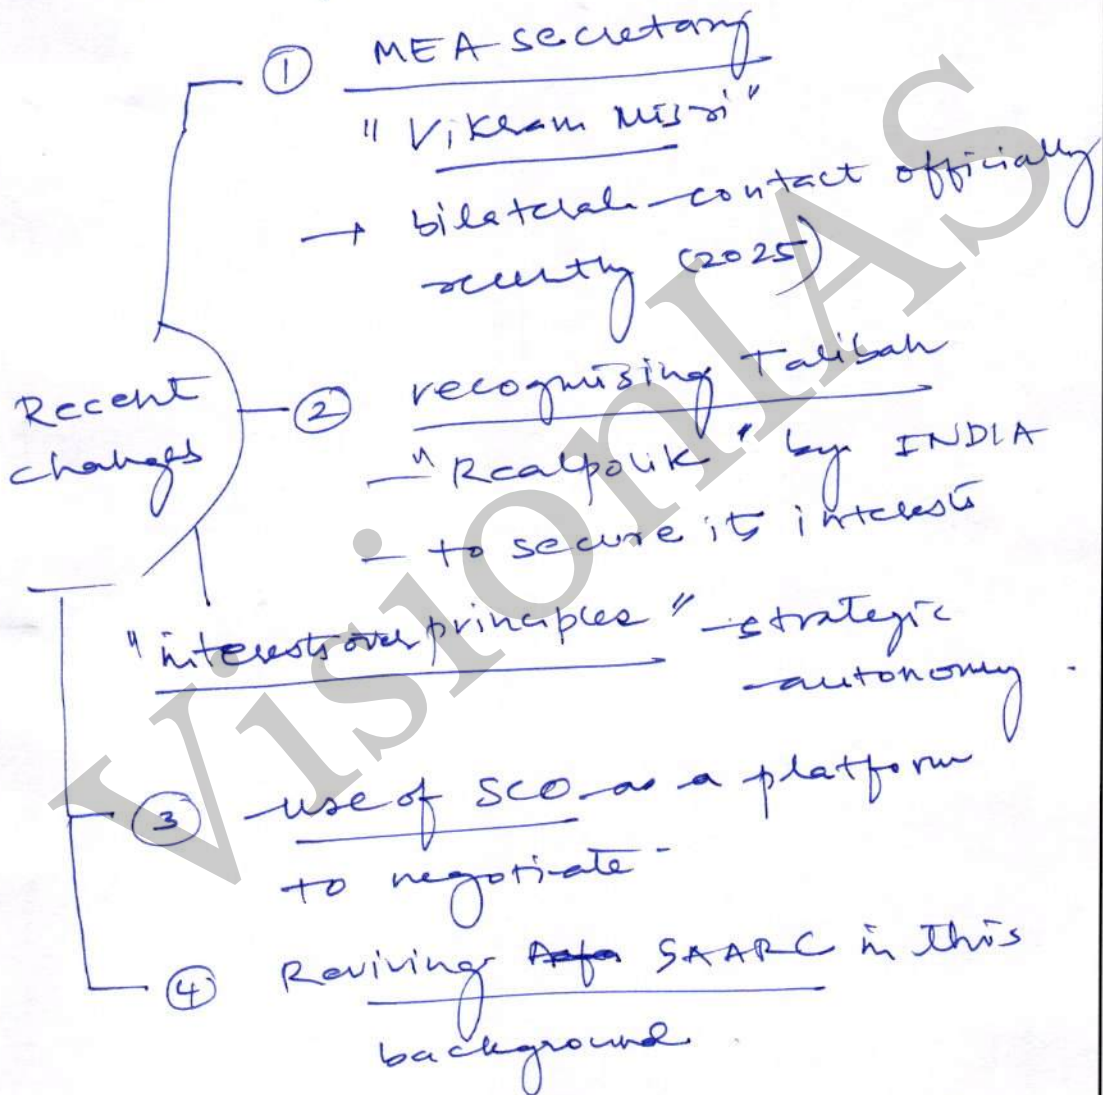 ① MEA secretary
"Vikram Misri"
→ bilateral contact officially
recently (2025)
Recent
changes
② recognising Taliban
- "Realpolik" by INDIA
- to secure its interests
"interests over principles" - strategic
autonomy.
③ use of SCO as a platform
to negotiate -
④ Reviving Afa SAARC in this
background.
VisionIAS